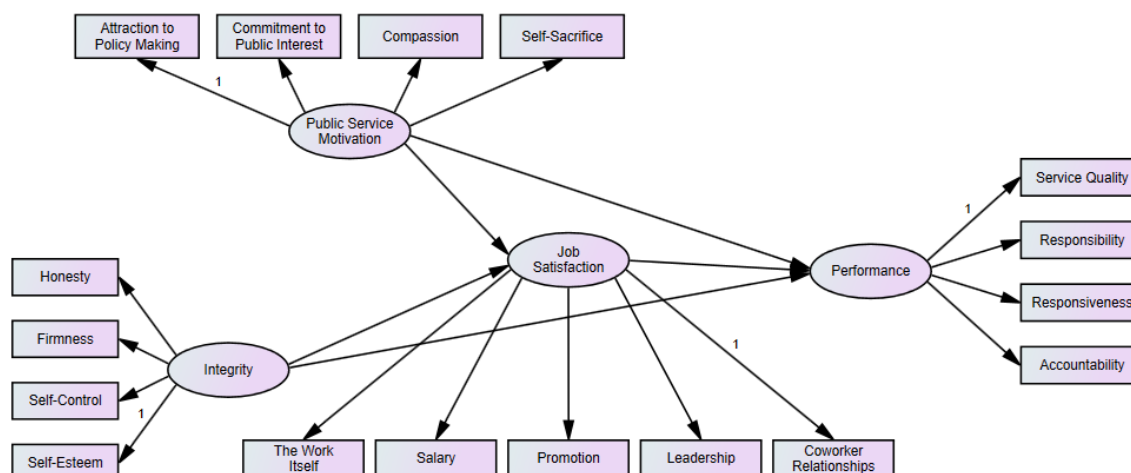 Attraction to
Policy Making
Commitment to
Public Interest
Compassion
Self-Sacrifice
1
Public Service
Motivation
Service Quality
1
Responsibility
Job
Satisfaction
Performance
Honesty
Responsiveness
Firmness
1
Integrity
Accountability
Self-Control
1
Self-Esteem
The Work
Itself
Salary
Promotion
Leadership
Coworker
Relationships